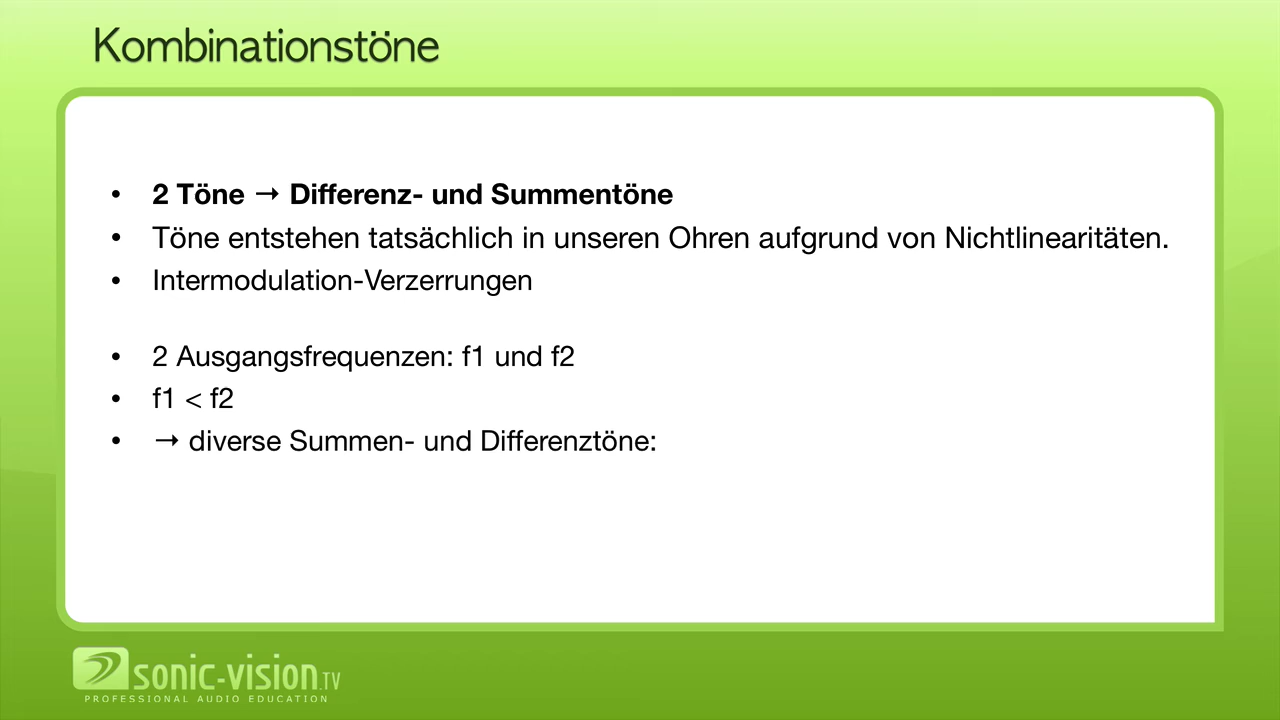 Kombinationstöne
• 2 Töne → Differenz- und Summentöne
• Töne entstehen tatsächlich in unseren Ohren aufgrund von Nichtlinearitäten.
• Intermodulation-Verzerrungen
• 2 Ausgangsfrequenzen: f1 und f2
• f1 < f2
• → diverse Summen- und Differenztöne:
sonic-vision.TV
PROFESSIONAL AUDIO EDUCATION